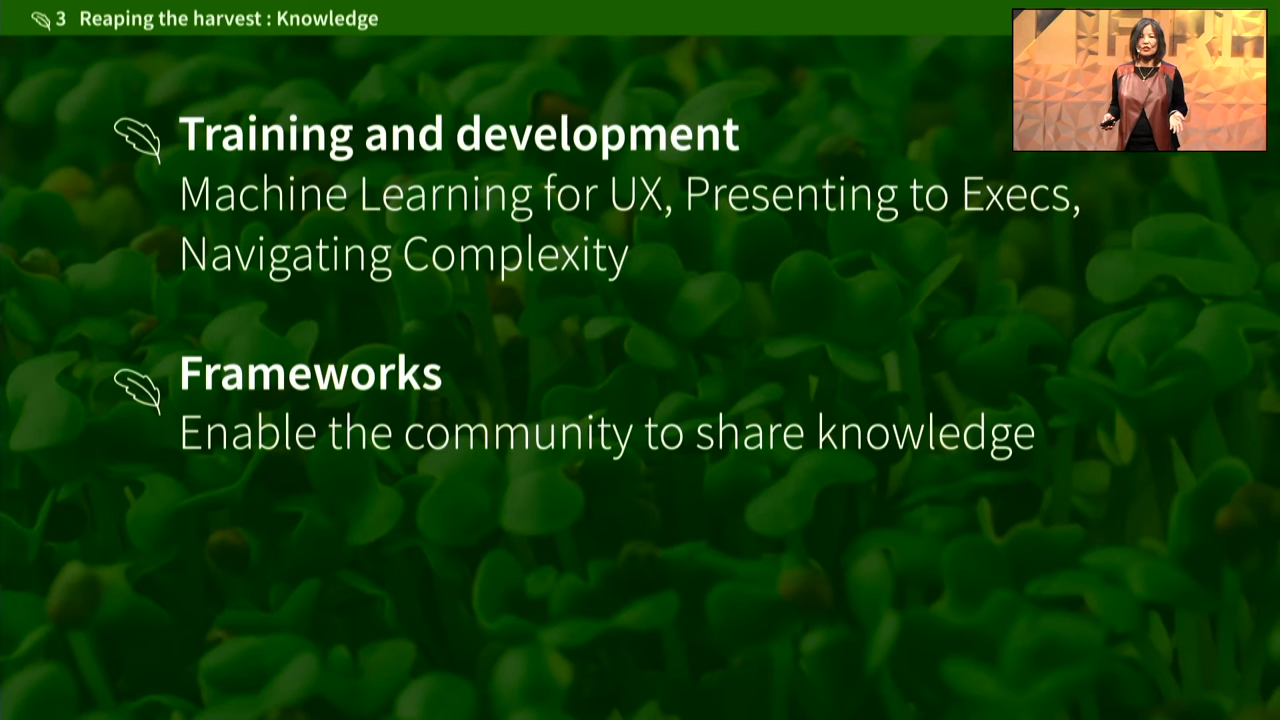 3 Reaping the harvest : Knowledge
Training and development
Machine Learning for UX, Presenting to Execs,
Navigating Complexity
Frameworks
Enable the community to share knowledge